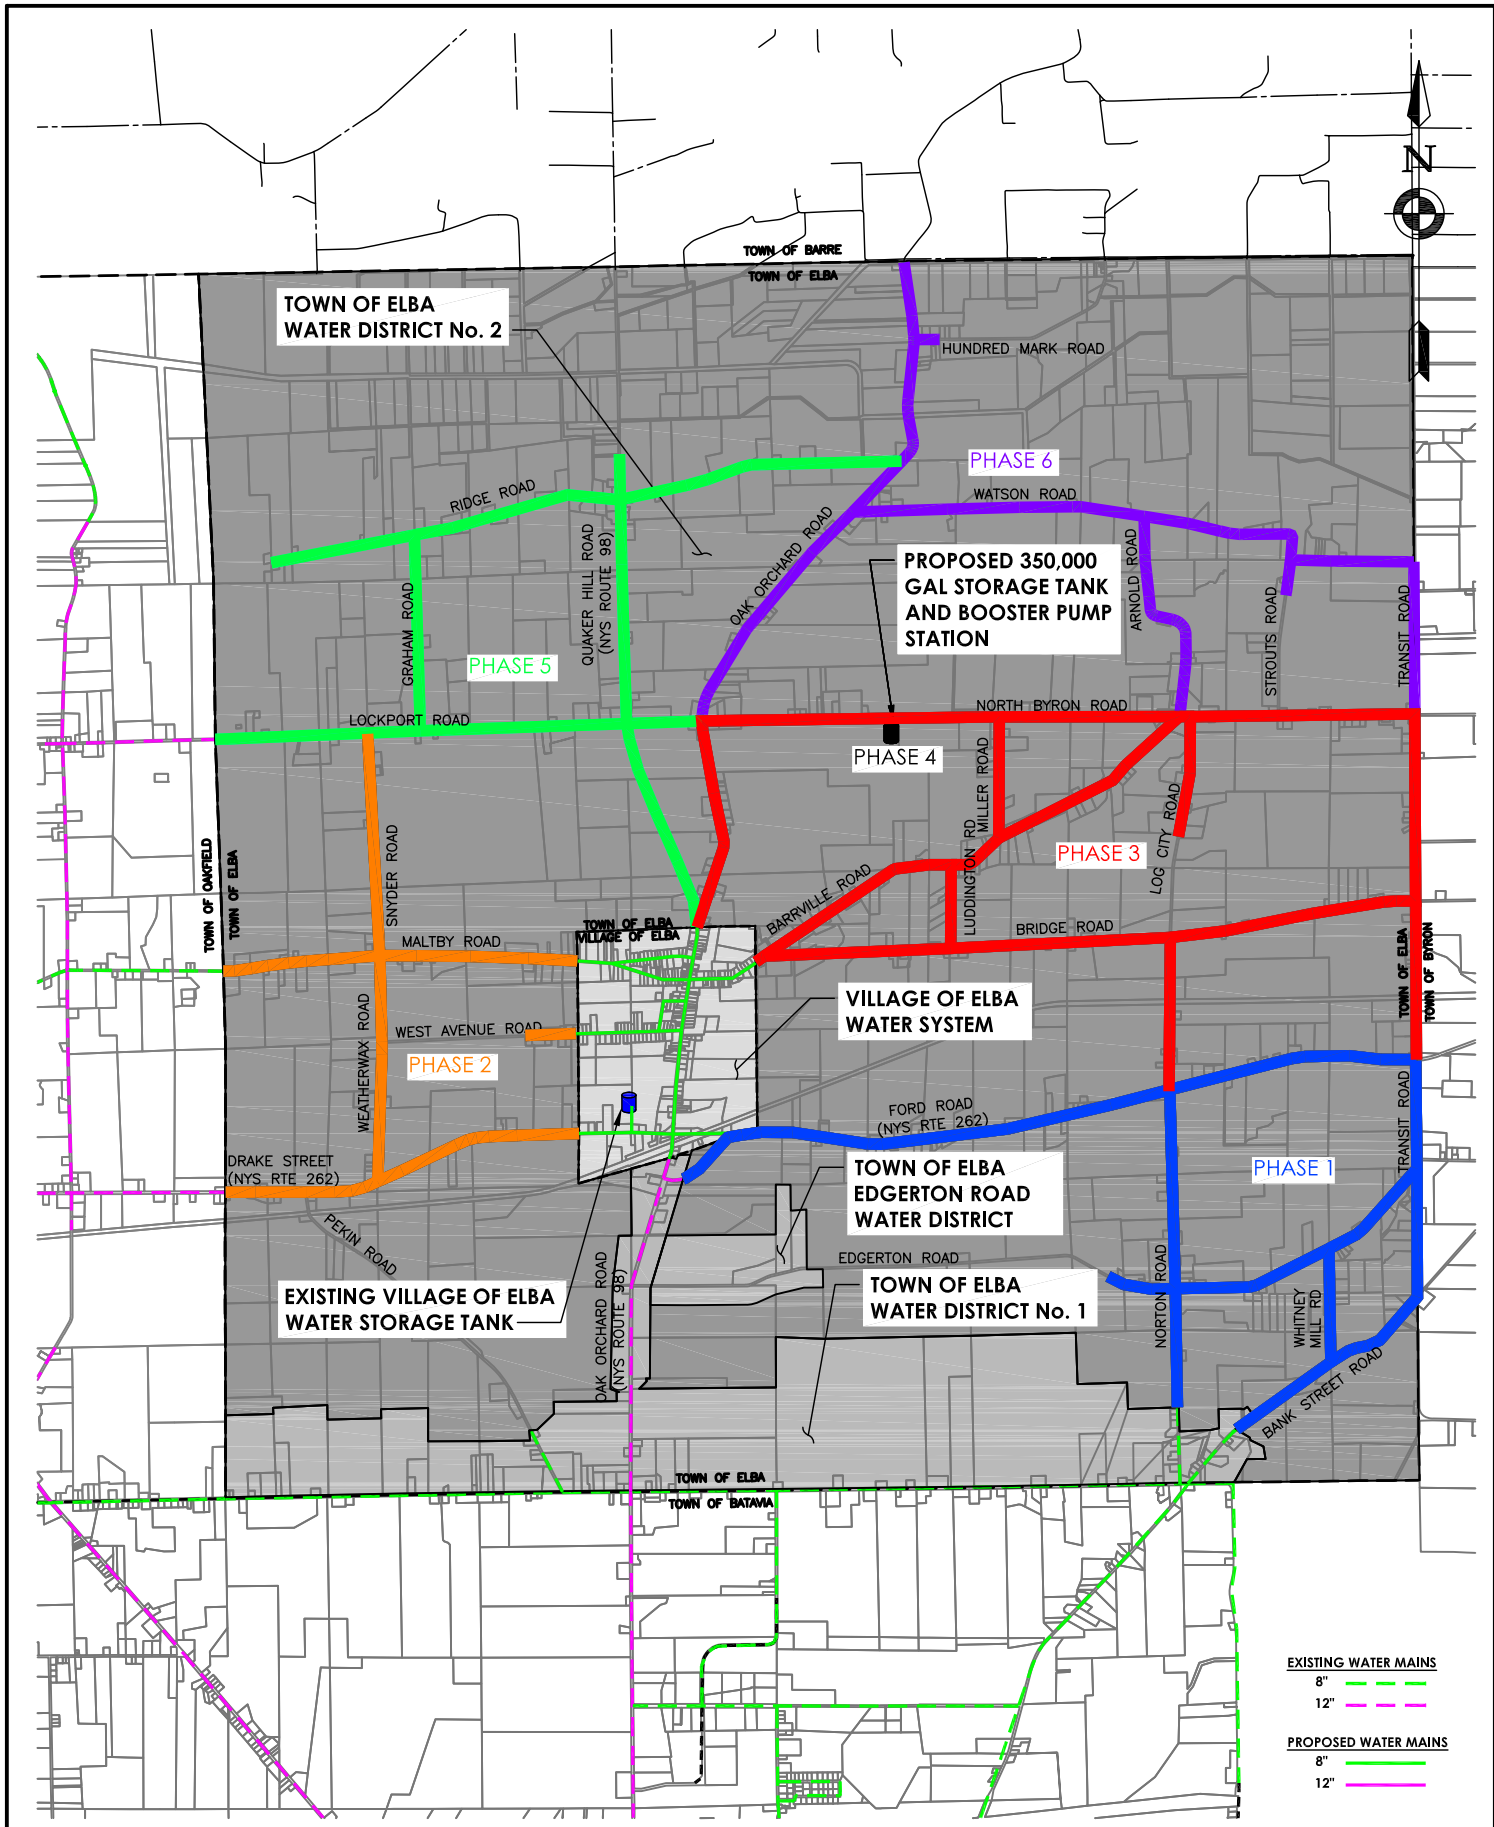 N
TOWN OF BARRE
TOWN OF ELBA
TOWN OF ELBA
WATER DISTRICT No. 2
HUNDRED MARK ROAD
PHASE 6
RIDGE ROAD
WATSON ROAD
QUAKER HILL ROAD
(NYS ROUTE 98)
OAK ORCHARD ROAD
PROPOSED 350,000
GAL STORAGE TANK
AND BOOSTER PUMP
STATION
ARNOLD ROAD
STROUTS ROAD
TRANSIT ROAD
GRAHAM ROAD
PHASE 5
LOCKPORT ROAD
NORTH BYRON ROAD
PHASE 4
MILLER ROAD
LOG CITY ROAD
PHASE 3
LUDDINGTON RD
BARRVILLE ROAD
SNYDER ROAD
TOWN OF OAKFIELD
TOWN OF ELBA
MALTBY ROAD
TOWN OF ELBA
VILLAGE OF ELBA
BRIDGE ROAD
TOWN OF ELBA
TOWN OF BYRON
VILLAGE OF ELBA
WATER SYSTEM
WEATHERWAX ROAD
WEST AVENUE ROAD
PHASE 2
FORD ROAD
(NYS RTE 262)
TRANSIT ROAD
DRAKE STREET
(NYS RTE 262)
TOWN OF ELBA
EDGERTON ROAD
WATER DISTRICT
PHASE 1
PEKIN ROAD
EDGERTON ROAD
NORTON ROAD
TOWN OF ELBA
WATER DISTRICT No. 1
EXISTING VILLAGE OF ELBA
WATER STORAGE TANK
OAK ORCHARD ROAD
(NYS ROUTE 98)
WHITNEY
MILL RD
BANK STREET ROAD
TOWN OF ELBA
TOWN OF BATAVIA
EXISTING WATER MAINS
8"
12"
PROPOSED WATER MAINS
8"
12"